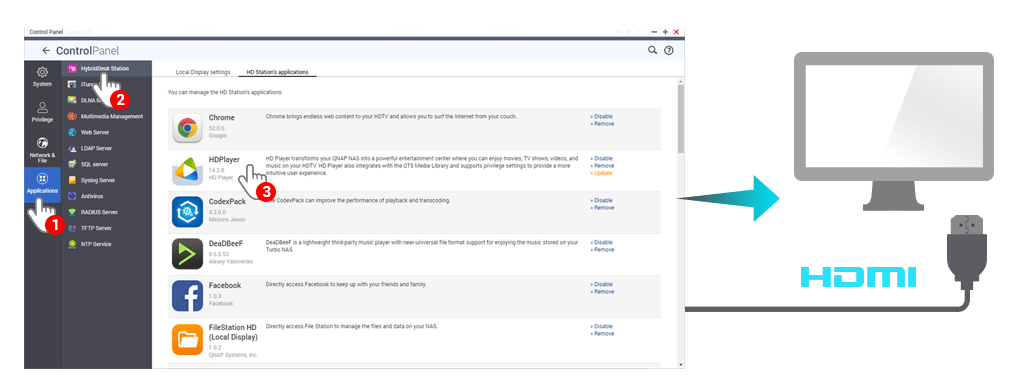 Control Panel
ControlPanel
System
Privilege
Network &
File
Applications
HybridDesk Station
iTunes
DLNA M
Multimedia Management
Web Server
LDAP Server
SQL server
Syslog Server
Antivirus
RADIUS Server
TFTP Server
NTP Service
1
2
Local Display settings
HD Station's applications
You can manage the HD Station's applications:
Chrome
52.0.0
Google
Chrome brings endless web content to your HDTV and allows you to surf the Internet from your couch.
» Disable
» Remove
HDPlayer
14.2.8
HD Player
HD Player transforms your QNAP NAS into a powerful entertainment center where you can enjoy movies, TV shows, videos, and
music on your HDTV. HD Player also integrates with the QTS Media Library and supports privilege settings to provide a more
intuitive user experience.
» Disable
» Remove
» Update
3
CodexPack
4.3.0.0
Minions Jason
CodexPack can improve the performance of playback and transcoding.
» Disable
» Remove
DeaDBeeF
0.6.5.52
Alexey Yakovenko
DeaDBeeF is a lightweight third-party music player with near-universal file format support for enjoying the music stored on your
Turbo NAS.
» Disable
» Remove
Facebook
1.0.3
Facebook
Directly access Facebook to keep up with your friends and family.
» Disable
» Remove
FileStation HD
(Local Display)
1.0.2
QNAP Systems, Inc.
Directly access File Station to manage the files and data on your NAS.
» Disable
» Remove
HDMI